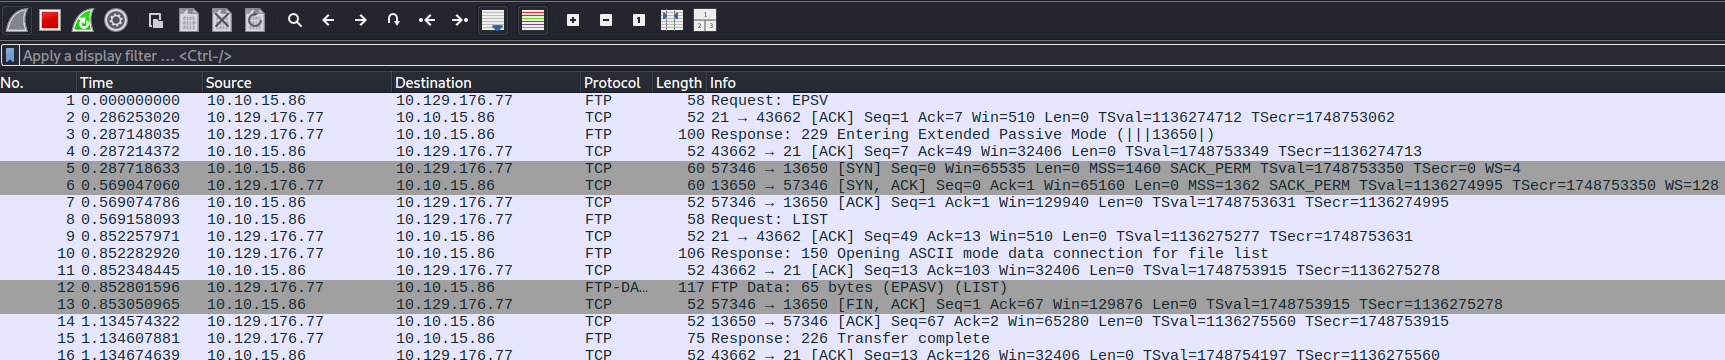 Apply a display filter … <Ctrl-/>
No. Time Source Destination Protocol Length Info
1 0.000000000 10.10.15.86 10.129.176.77 FTP 58 Request: EPSV
2 0.286253020 10.129.176.77 10.10.15.86 TCP 52 21 → 43662 [ACK] Seq=1 Ack=7 Win=510 Len=0 TSval=1136274712 TSecr=1748753062
3 0.287148035 10.129.176.77 10.10.15.86 FTP 100 Response: 229 Entering Extended Passive Mode (|||13650|)
4 0.287214372 10.10.15.86 10.129.176.77 TCP 52 43662 → 21 [ACK] Seq=7 Ack=49 Win=32406 Len=0 TSval=1748753349 TSecr=1136274713
5 0.287718633 10.10.15.86 10.129.176.77 TCP 60 57346 → 13650 [SYN] Seq=0 Win=65535 Len=0 MSS=1460 SACK_PERM TSval=1748753350 TSecr=0 WS=4
6 0.569047060 10.129.176.77 10.10.15.86 TCP 60 13650 → 57346 [SYN, ACK] Seq=0 Ack=1 Win=65160 Len=0 MSS=1362 SACK_PERM TSval=1136274995 TSecr=1748753350 WS=128
7 0.569074786 10.10.15.86 10.129.176.77 TCP 52 57346 → 13650 [ACK] Seq=1 Ack=1 Win=129940 Len=0 TSval=1748753631 TSecr=1136274995
8 0.569158093 10.10.15.86 10.129.176.77 FTP 58 Request: LIST
9 0.852257971 10.129.176.77 10.10.15.86 TCP 52 21 → 43662 [ACK] Seq=49 Ack=13 Win=510 Len=0 TSval=1136275277 TSecr=1748753631
10 0.852282920 10.129.176.77 10.10.15.86 FTP 106 Response: 150 Opening ASCII mode data connection for file list
11 0.852348445 10.10.15.86 10.129.176.77 TCP 52 43662 → 21 [ACK] Seq=13 Ack=103 Win=32406 Len=0 TSval=1748753915 TSecr=1136275278
12 0.852801596 10.129.176.77 10.10.15.86 FTP-DA… 117 FTP Data: 65 bytes (EPASV) (LIST)
13 0.853050965 10.10.15.86 10.129.176.77 TCP 52 57346 → 13650 [FIN, ACK] Seq=1 Ack=67 Win=129876 Len=0 TSval=1748753915 TSecr=1136275278
14 1.134574322 10.129.176.77 10.10.15.86 TCP 52 13650 → 57346 [ACK] Seq=67 Ack=2 Win=65280 Len=0 TSval=1136275560 TSecr=1748753915
15 1.134607881 10.129.176.77 10.10.15.86 FTP 75 Response: 226 Transfer complete
16 1.134674639 10.10.15.86 10.129.176.77 TCP 52 43662 → 21 [ACK] Seq=13 Ack=126 Win=32406 Len=0 TSval=1748754197 TSecr=1136275560